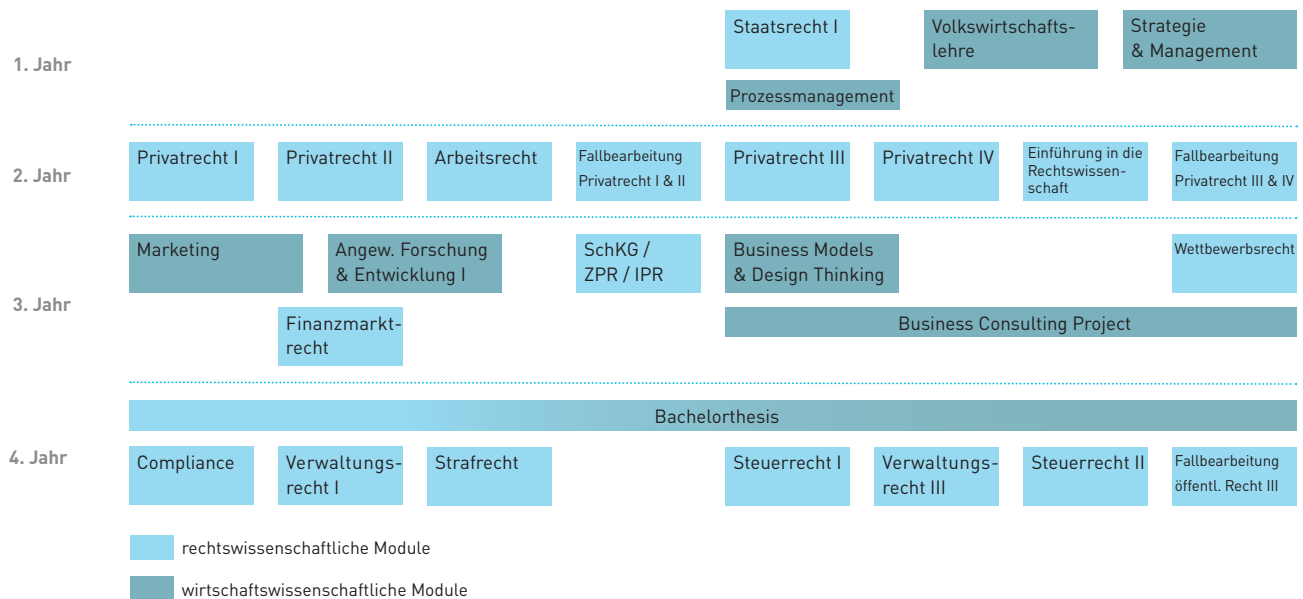 1. Jahr
Staatsrecht I
Volkswirtschafts-
lehre
Strategie
& Management
Prozessmanagement
2. Jahr
Privatrecht I
Privatrecht II
Arbeitsrecht
Fallbearbeitung
Privatrecht I & II
Privatrecht III
Privatrecht IV
Einführung in die
Rechtswissen-
schaft
Fallbearbeitung
Privatrecht III & IV
3. Jahr
Marketing
Angew. Forschung
& Entwicklung I
SchKG /
ZPR / IPR
Business Models
& Design Thinking
Wettbewerbsrecht
Finanzmarkt-
recht
Business Consulting Project
4. Jahr
Bachelorthesis
Compliance
Verwaltungs-
recht I
Strafrecht
Steuerrecht I
Verwaltungs-
recht III
Steuerrecht II
Fallbearbeitung
öffentl. Recht III
rechtswissenschaftliche Module
wirtschaftswissenschaftliche Module